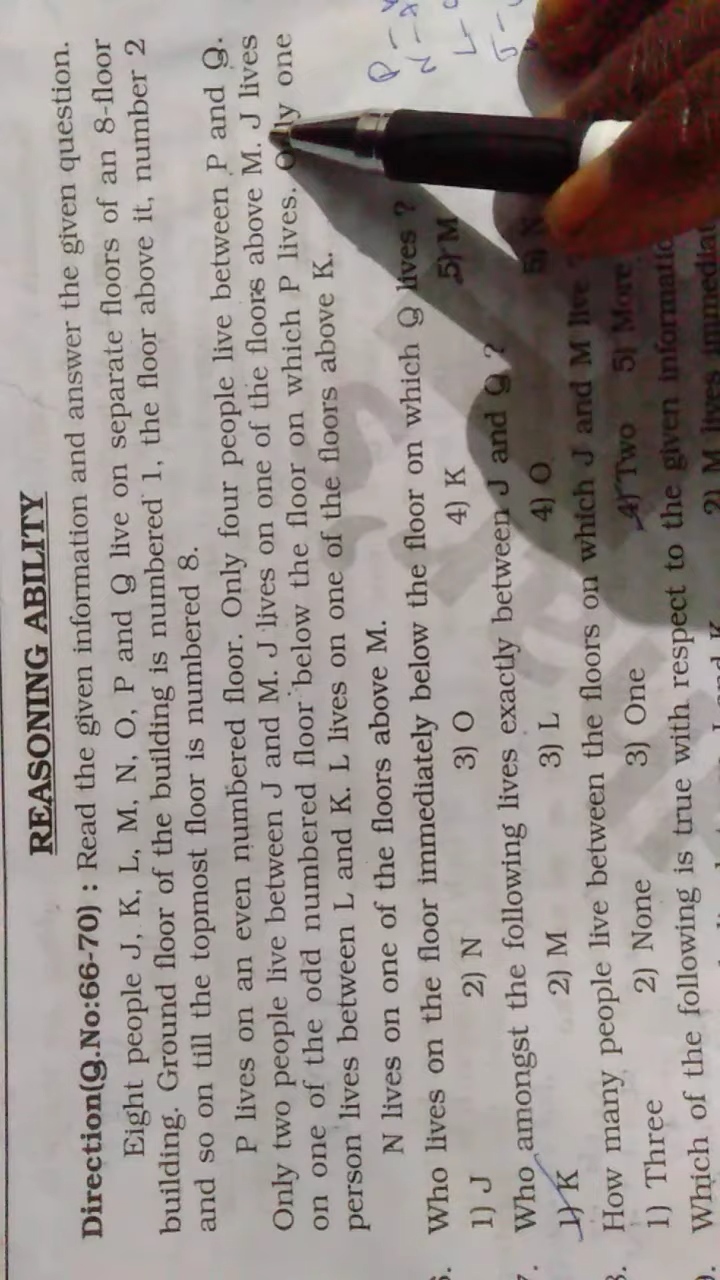 REASONING ABILITY
Direction(Q.No:66-70) : Read the given information and answer the given question.
Eight people J, K, L, M, N, O, P and Q live on separate floors of an 8-floor
building. Ground floor of the building is numbered 1, the floor above it, number 2
and so on till the topmost floor is numbered 8.
P lives on an even numbered floor. Only four people live between P and Q.
Only two people live between J and M. J lives on one of the floors above M. J lives
on one of the odd numbered floor below the floor on which P lives. one
person lives between L and K. L lives on one of the floors above K.
N lives on one of the floors above M.
Who lives on the floor immediately below the floor on which Q lives ?
1) J 2) N 3) O 4) K 5) M
Who amongst the following lives exactly between J and Q ?
1) K 2) M 3) L 4) O 5) N
How many people live between the floors on which J and M live
1) Three 2) None 3) One 4) Two 5) More
Which of the following is true with respect to the given
2) M lives